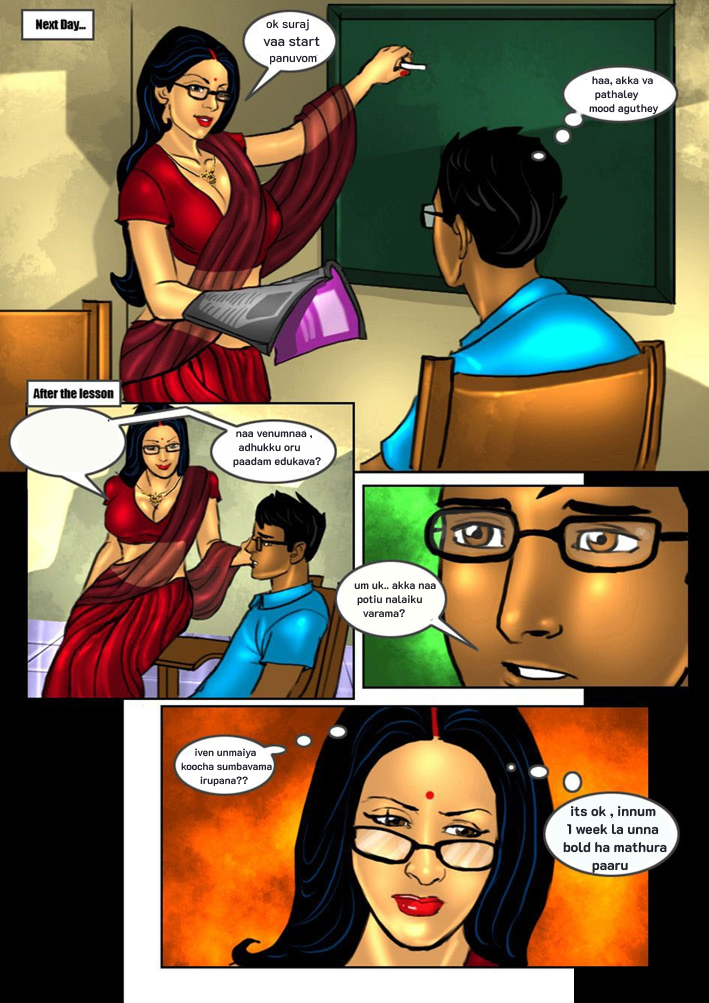 Next Day...
ok suraj
vaa start
panuvom
haa, akka va
pathaley
mood aguthey
After the lesson
naa venumnaa ,
adhukku oru
paadam edukava?
um uk.. akka naa
potiu nalaiku
varama?
iven unmaiya
koocha sumbavama
irupana??
its ok , innum
1 week la unna
bold ha mathura
paaru